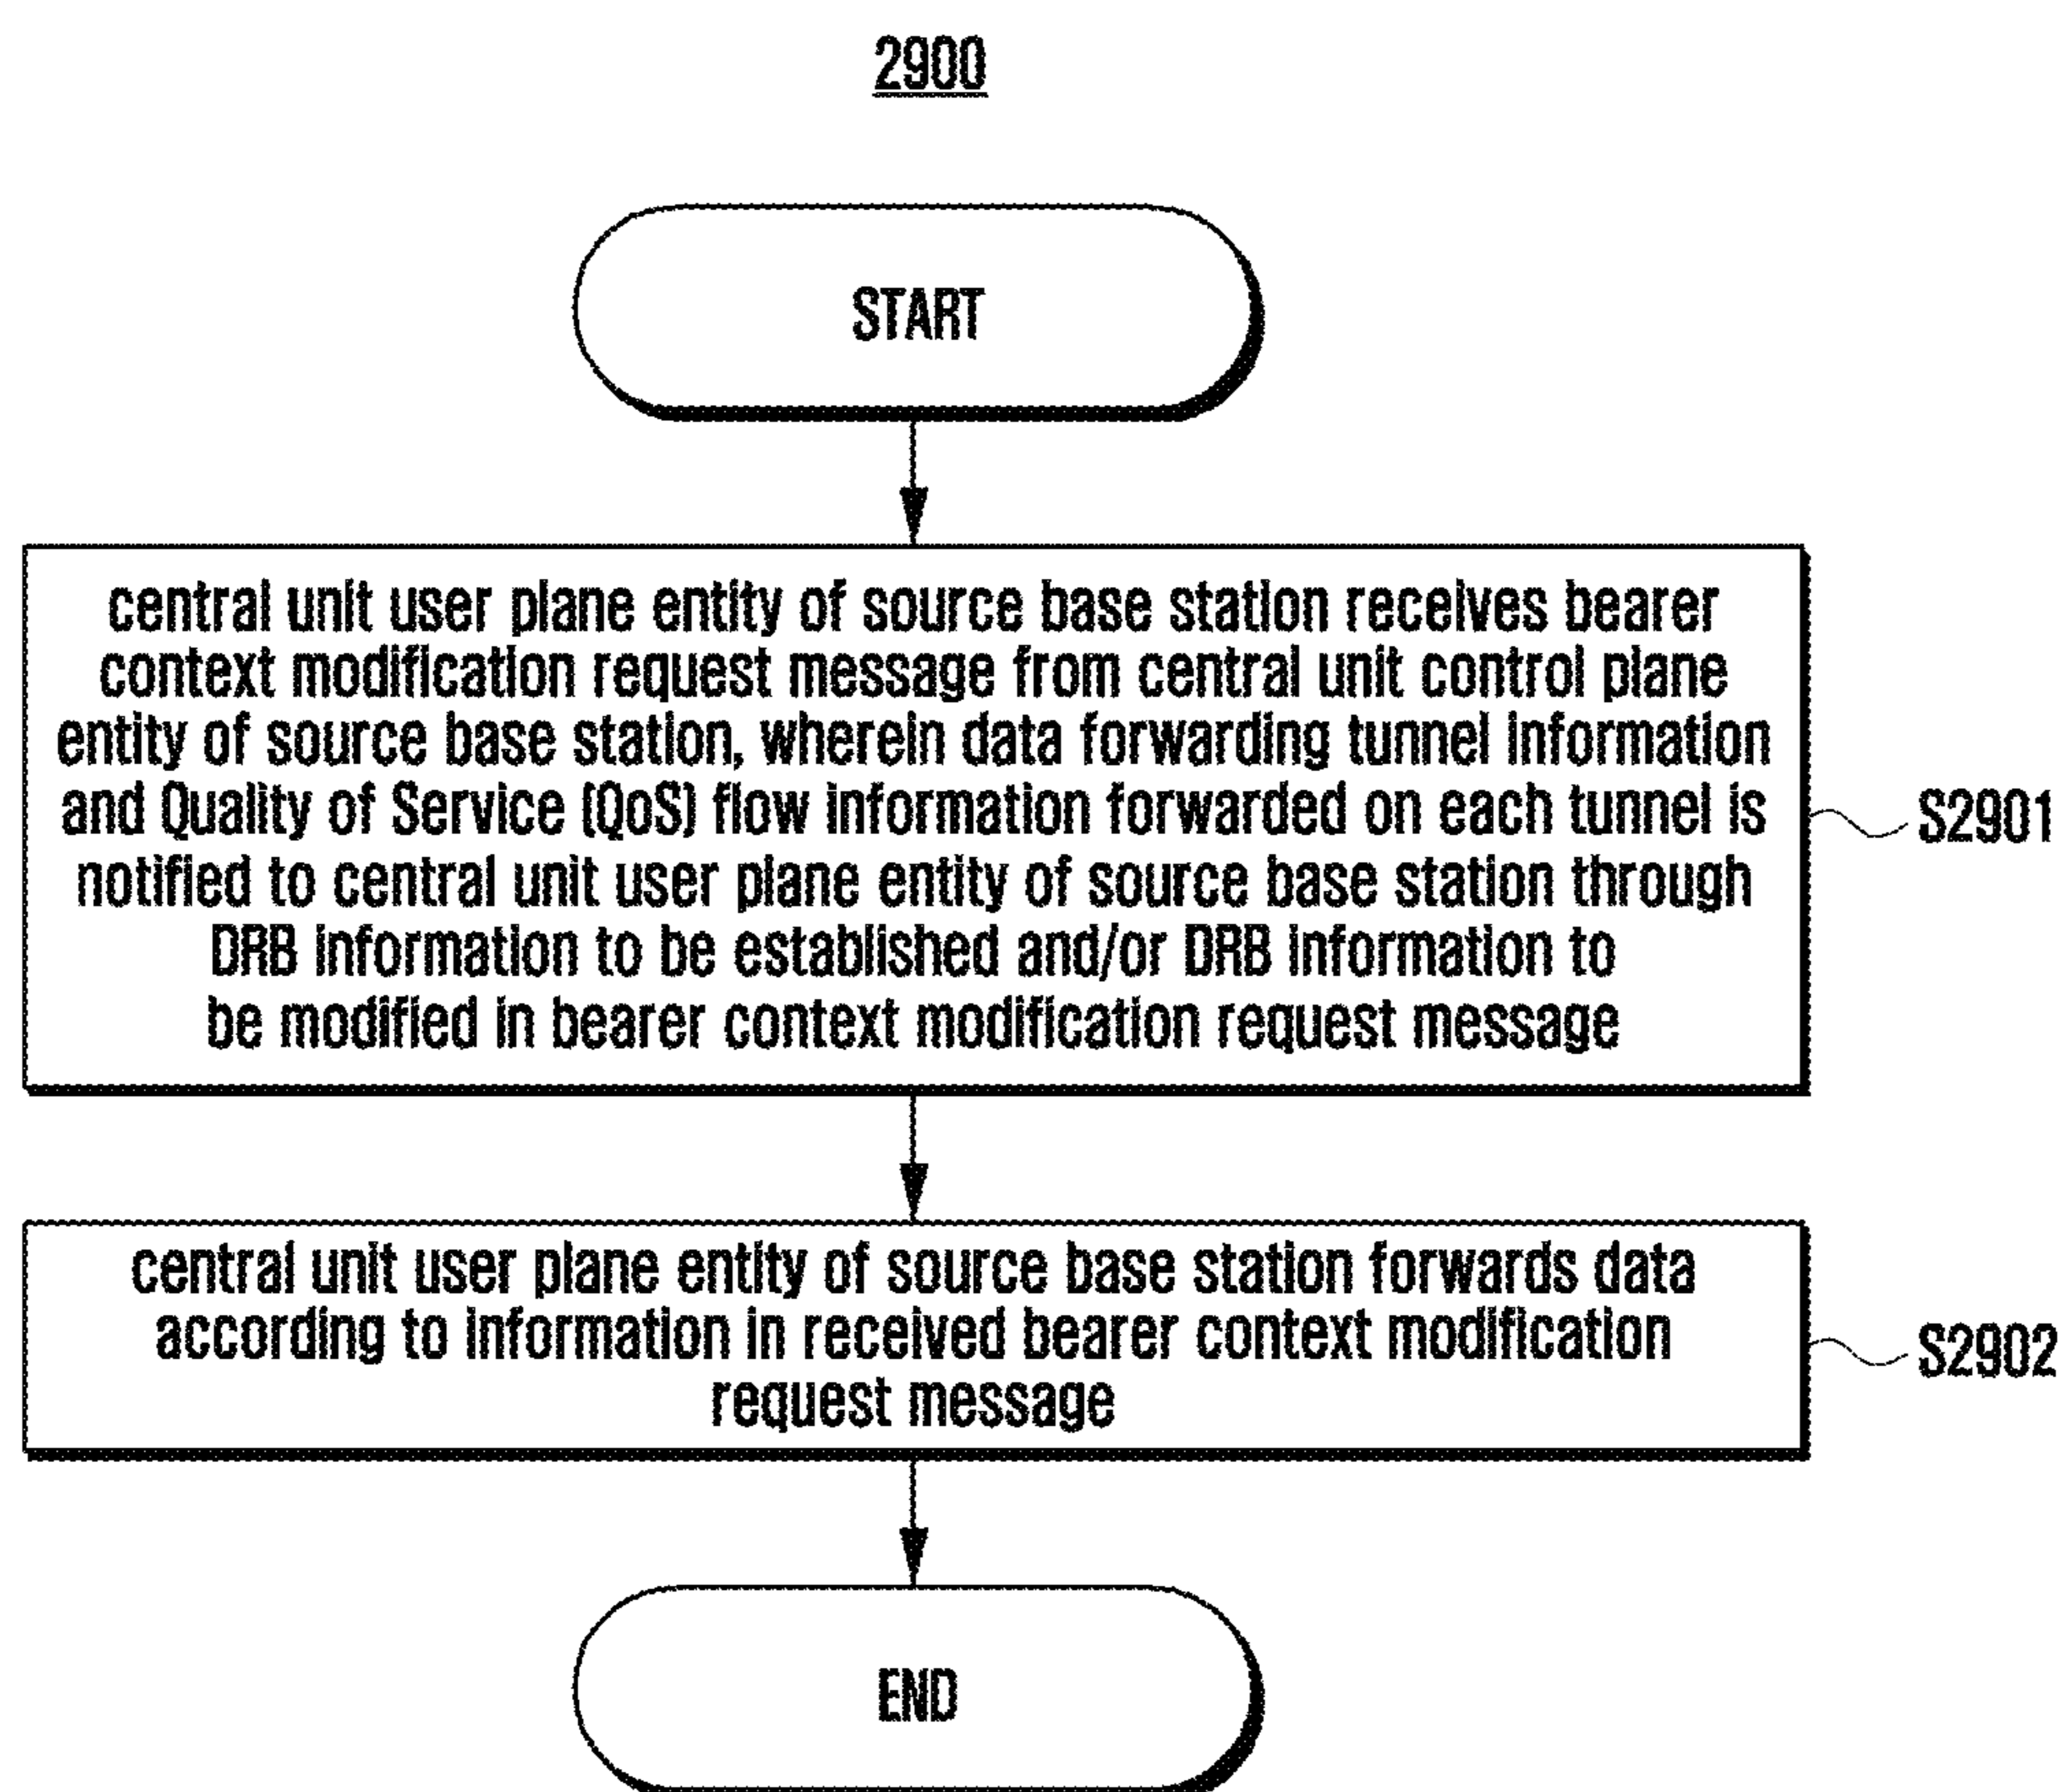 2900
START
central unit user plane entity of source base station receives bearer
context modification request message from central unit control plane
entity of source base station, wherein data forwarding tunnel information
and Quality of Service (QoS) flow information forwarded on each tunnel is
notified to central unit user plane entity of source base station through
DRB information to be established and/or DRB information to
be modified in bearer context modification request message
S2901
central unit user plane entity of source base station forwards data
according to information in received bearer context modification
request message
S2902
END